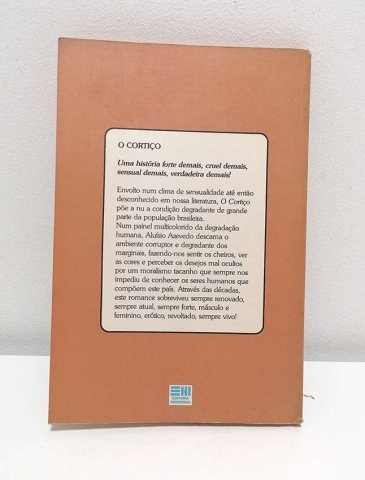 O CORTIÇO
Uma história forte demais, cruel demais,
sensual demais, verdadeira demais!
Envolto num clima de sensualidade até então
desconhecido em nossa literatura, O Cortiço
põe a nu a condição degradante de grande
parte da população brasileira.
Num painel multicolorido da degradação
humana, Aluísio Azevedo descarna o
ambiente corruptor e degradante dos
marginais, fazendo-nos sentir os cheiros, ver
as cores e perceber os desejos mal ocultos
por um moralismo tacanho que sempre nos
impediu de conhecer os seres humanos que
compõem este país. Através das décadas,
este romance sobreviveu sempre renovado,
sempre atual, sempre forte, másculo e
feminino, erótico, revoltado, sempre vivo!
EDITORA
MODERNA